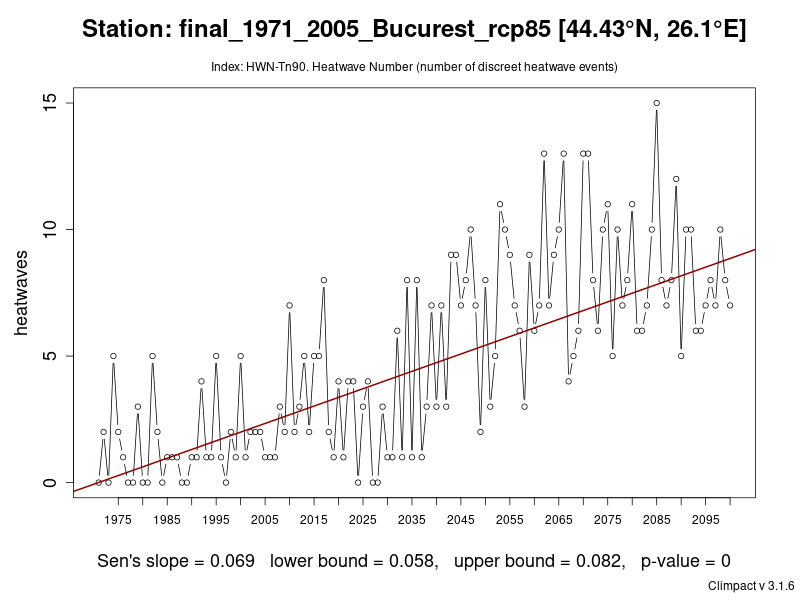 Station: final_1971_2005_Bucurest_rcp85 [44.43°N, 26.1°E]
Index: HWN-Tn90. Heatwave Number (number of discreet heatwave events)
heatwaves
15
10
5
0
1975 1985 1995 2005 2015 2025 2035 2045 2055 2065 2075 2085 2095
Sen's slope = 0.069 lower bound = 0.058, upper bound = 0.082, p-value = 0
Climpact v 3.1.6